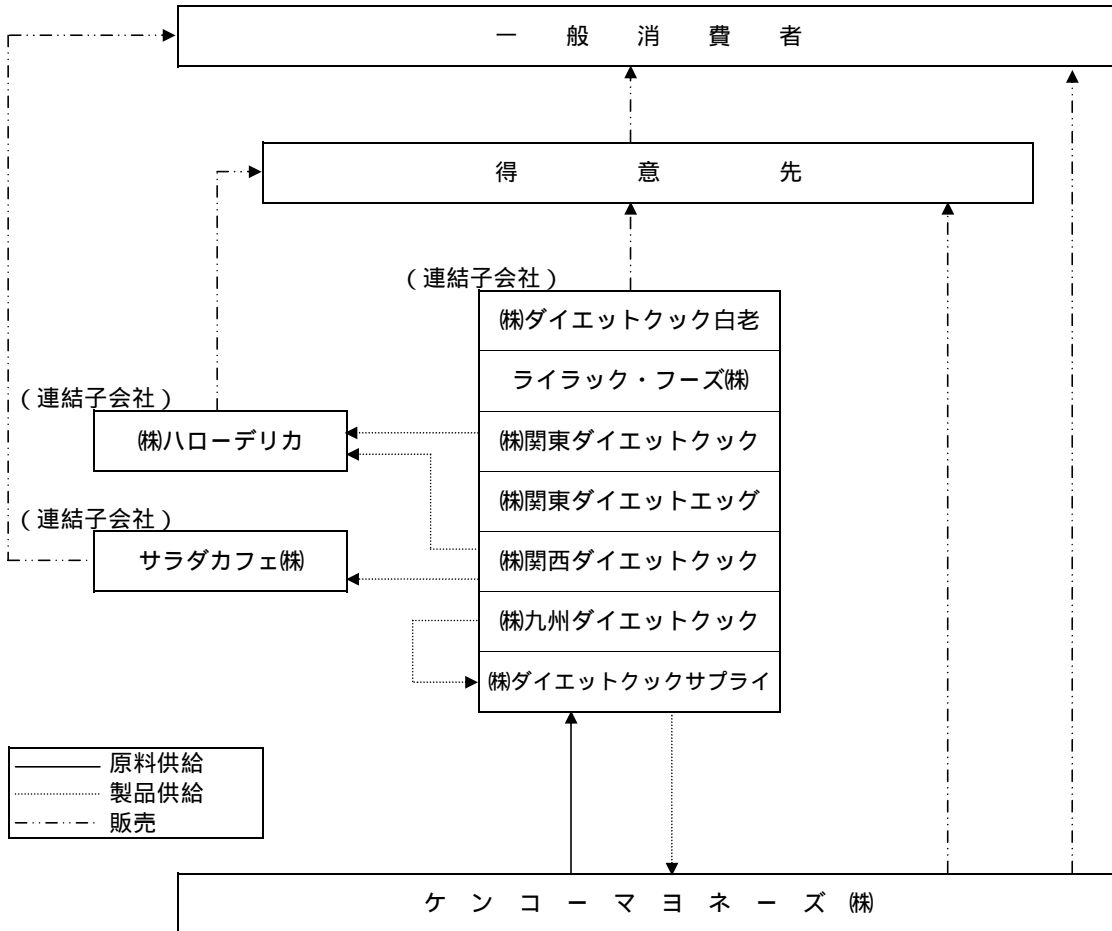 一般消費者
得意先
(連結子会社)
㈱ダイエットクック白老
ライラック・フーズ㈱
(連結子会社)
㈱ハローデリカ
㈱関東ダイエットクック
㈱関東ダイエットエッグ
(連結子会社)
サラダカフェ㈱
㈱関西ダイエットクック
㈱九州ダイエットクック
㈱ダイエットクックサプライ
原料供給
製品供給
販売
ケンコーマヨネーズ㈱